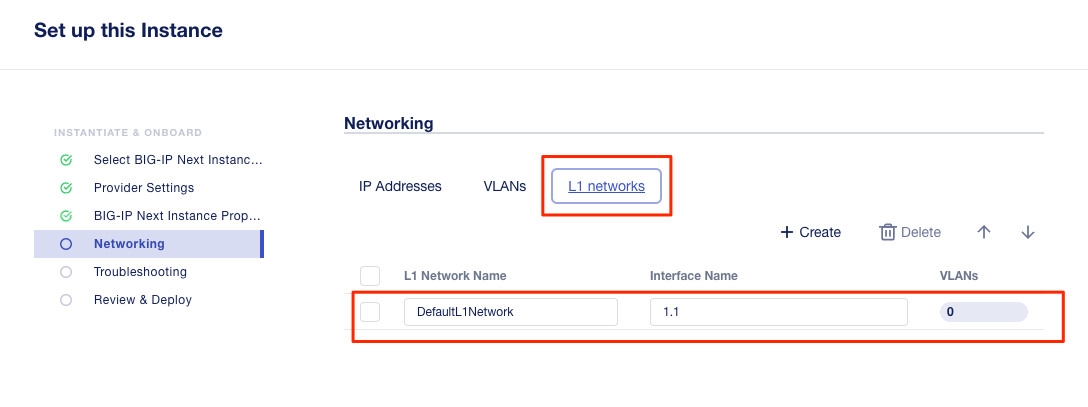 Set up this Instance
INSTANTIATE & ONBOARD
Select BIG-IP Next Instanc...
Provider Settings
BIG-IP Next Instance Prop...
Networking
Troubleshooting
Review & Deploy
Networking
IP Addresses VLANs L1 networks
+ Create Delete
L1 Network Name Interface Name VLANs
DefaultL1Network 1.1 0